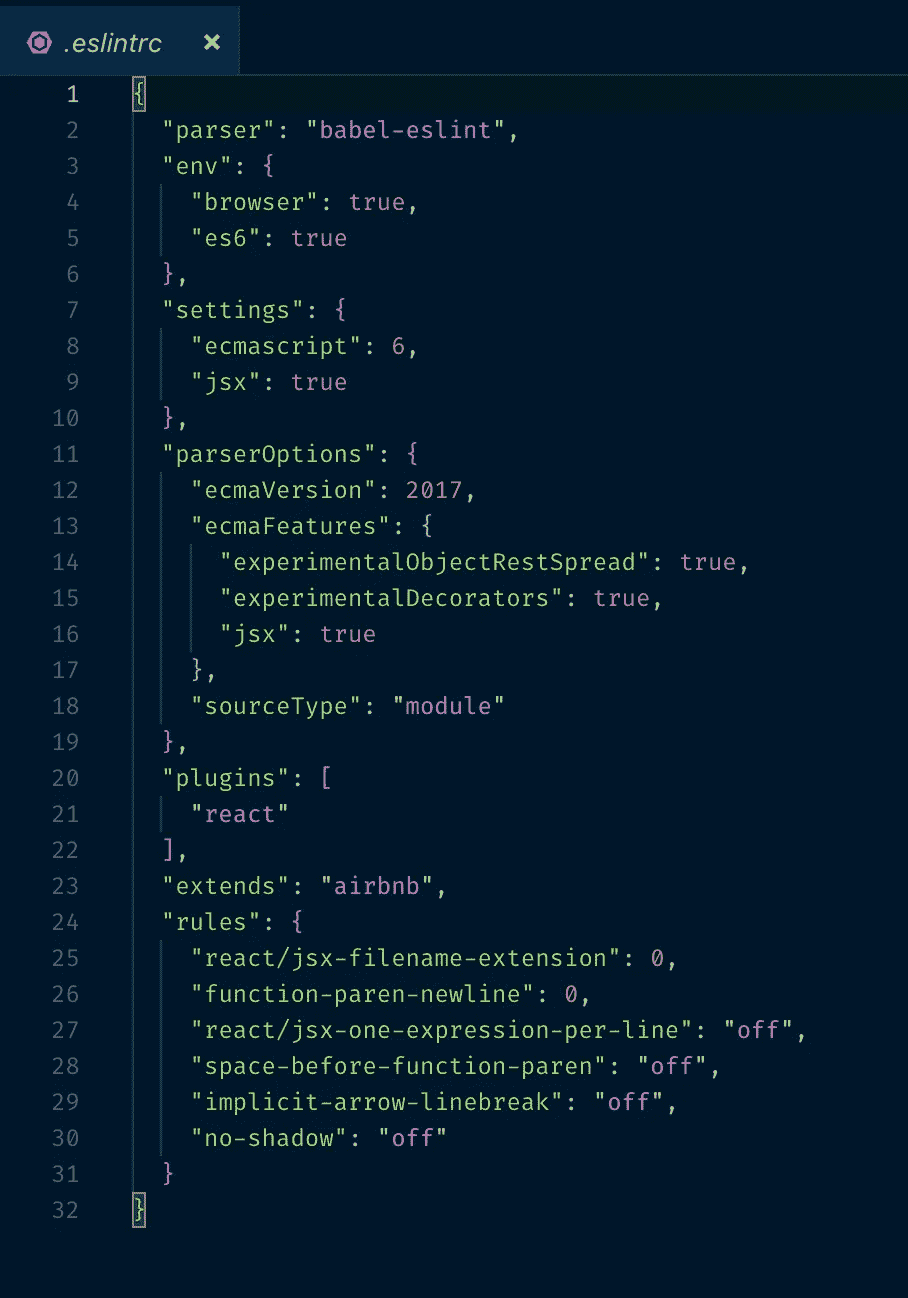 .eslintrc ×
1 {
2   "parser": "babel-eslint",
3   "env": {
4     "browser": true,
5     "es6": true
6   },
7   "settings": {
8     "ecmascript": 6,
9     "jsx": true
10   },
11   "parserOptions": {
12     "ecmaVersion": 2017,
13     "ecmaFeatures": {
14       "experimentalObjectRestSpread": true,
15       "experimentalDecorators": true,
16       "jsx": true
17     },
18     "sourceType": "module"
19   },
20   "plugins": [
21     "react"
22   ],
23   "extends": "airbnb",
24   "rules": {
25     "react/jsx-filename-extension": 0,
26     "function-paren-newline": 0,
27     "react/jsx-one-expression-per-line": "off",
28     "space-before-function-paren": "off",
29     "implicit-arrow-linebreak": "off",
30     "no-shadow": "off"
31   }
32 }